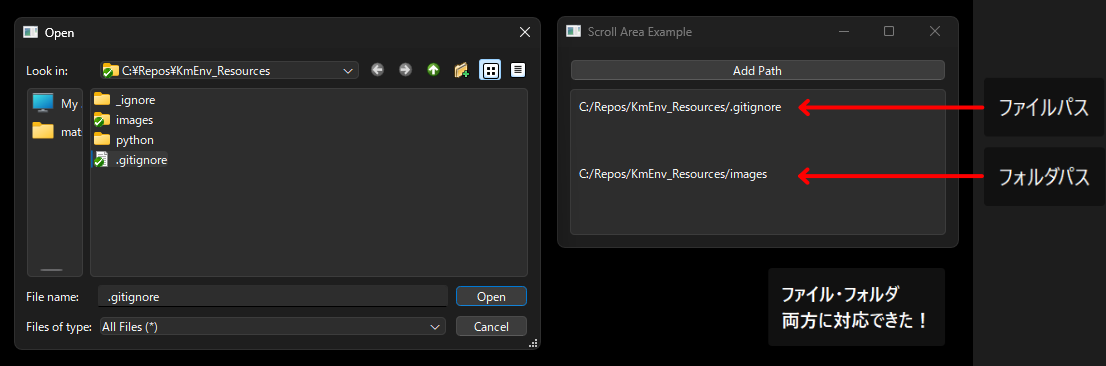 Open
Look in:
C:¥Repos¥KmEnv_Resources
My
mat
_ignore
images
python
.gitignore
File name:
.gitignore
Open
Files of type:
All Files (*)
Cancel
Scroll Area Example
Add Path
C:/Repos/KmEnv_Resources/.gitignore
C:/Repos/KmEnv_Resources/images
ファイルパス
フォルダパス
ファイル・フォルダ
両方に対応できた！